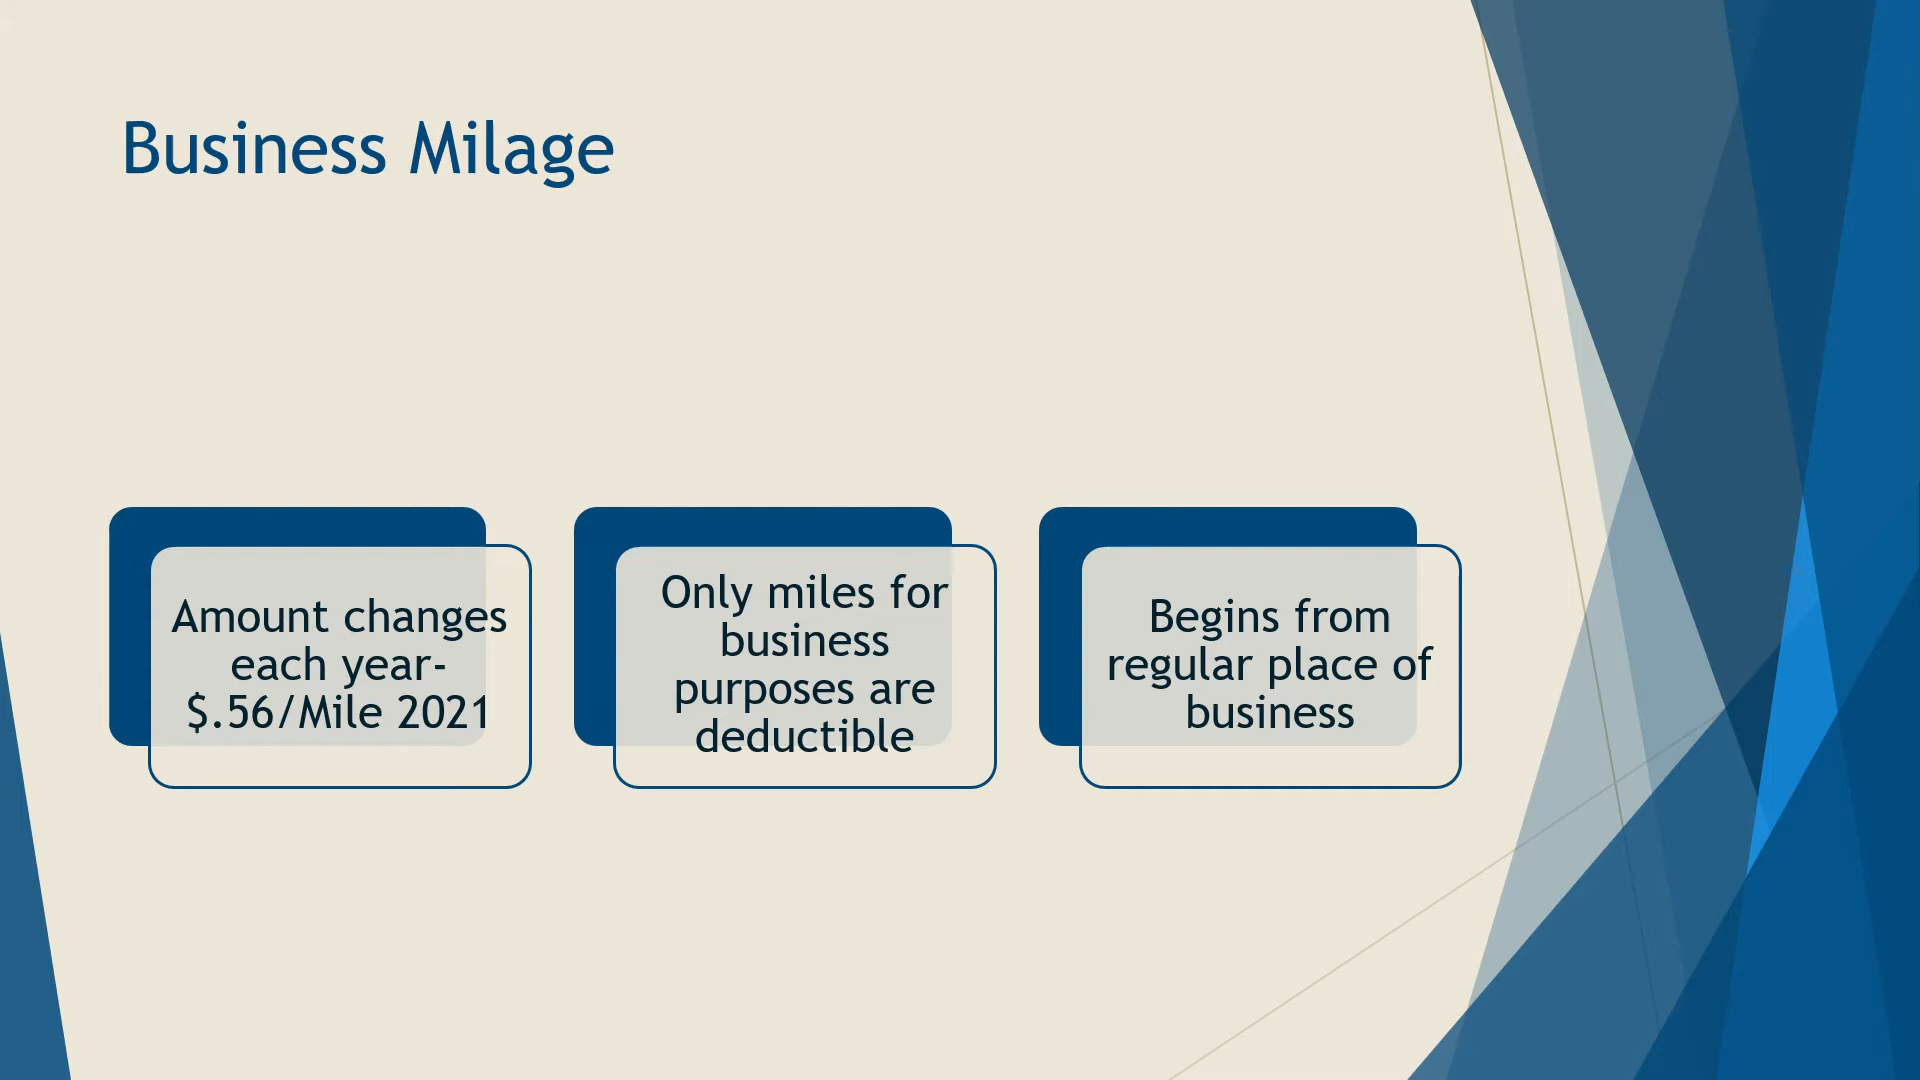 Business Milage
Amount changes
each year-
$.56/Mile 2021
Only miles for
business
purposes are
deductible
Begins from
regular place of
business